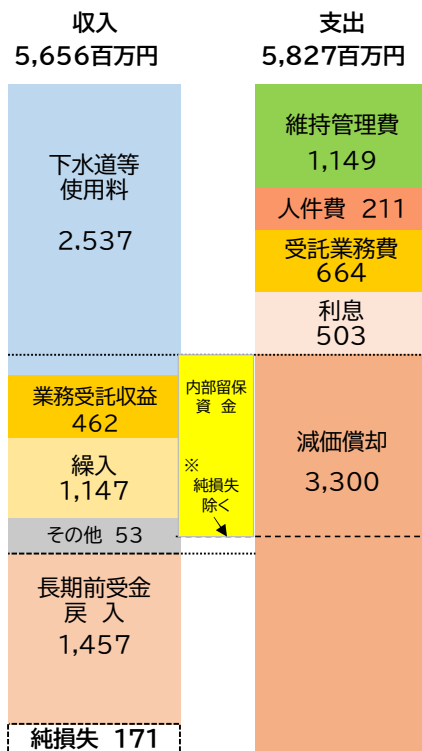 収入
5,656百万円
支出
5,827百万円
下水道等
使用料
2.537
業務受託収益
462
繰入
1,147
その他 53
長期前受金
戻 入
1,457
純損失 171
内部留保
資 金
※
純損失
除く
維持管理費
1,149
人件費 211
受託業務費
664
利息
503
減価償却
3,300